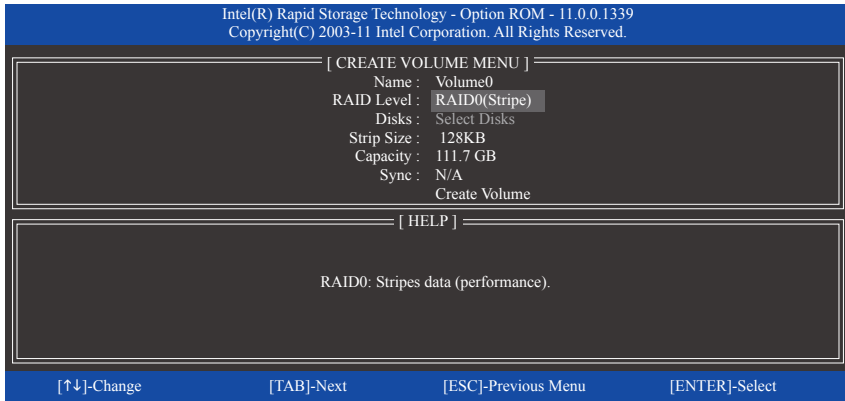 Intel(R) Rapid Storage Technology - Option ROM - 11.0.0.1339
Copyright(C) 2003-11 Intel Corporation. All Rights Reserved.
[ CREATE VOLUME MENU ]
Name : Volume0
RAID Level : RAID0(Stripe)
Disks : Select Disks
Strip Size : 128KB
Capacity : 111.7 GB
Sync : N/A
Create Volume
[ HELP ]
RAID0: Stripes data (performance).
[↑↓]-Change [TAB]-Next [ESC]-Previous Menu [ENTER]-Select